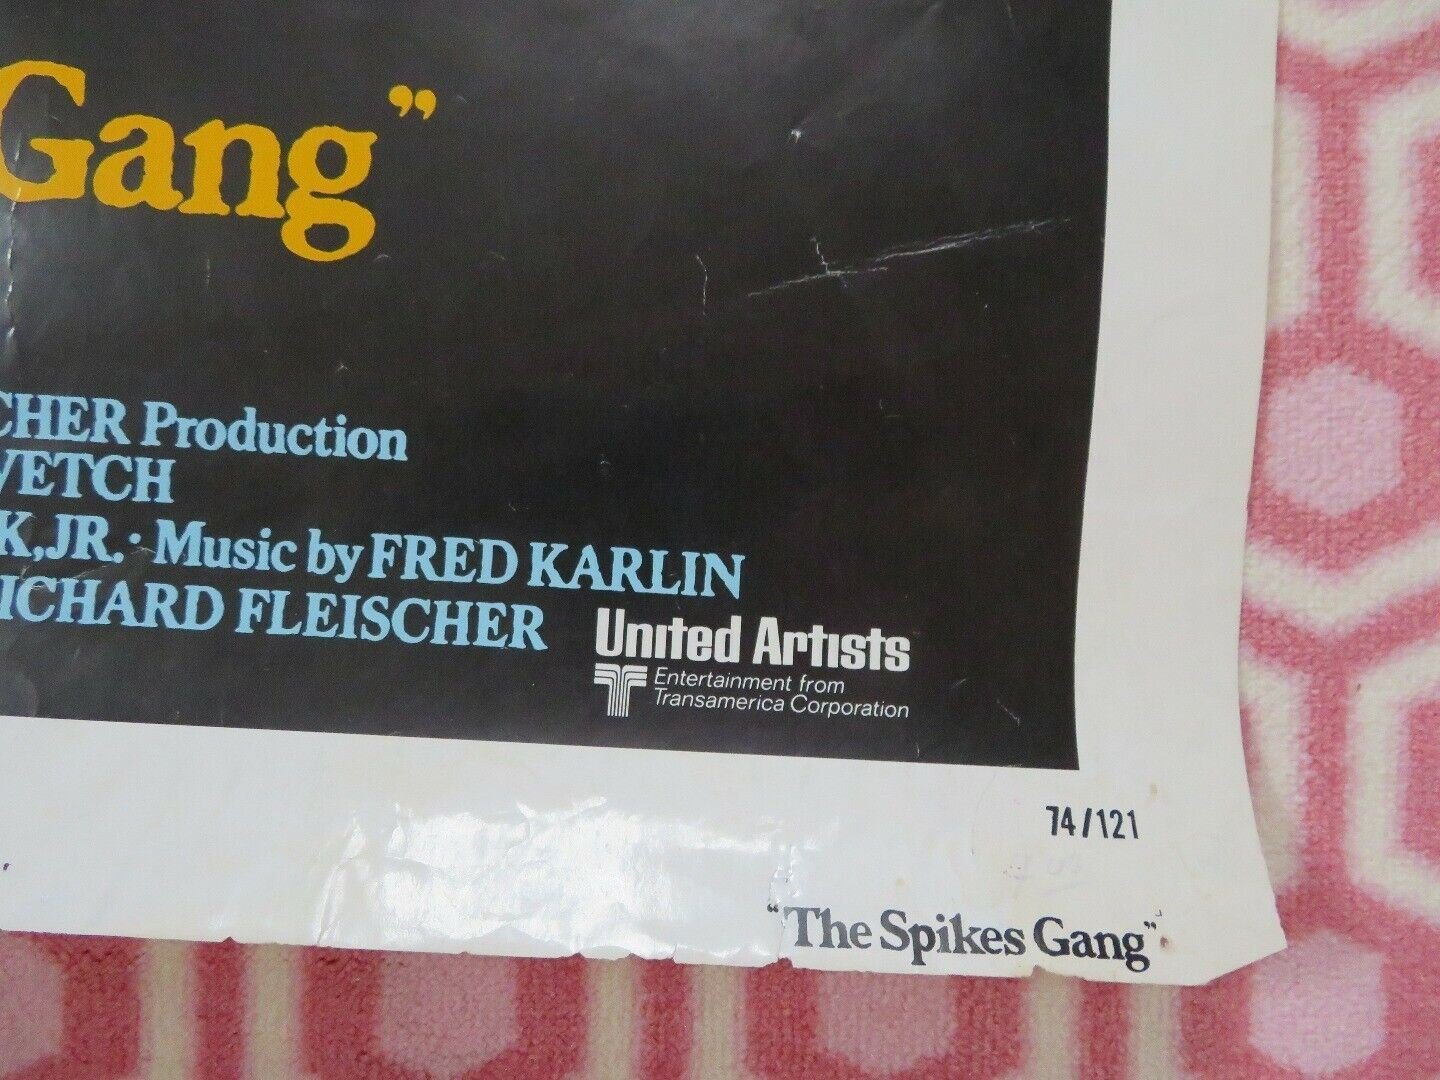 Gang”
CHER Production
VETCH
K, JR. · Music by FRED KARLIN
ICHARD FLEISCHER
United Artists
Entertainment from
Transamerica Corporation
74/121
“The Spikes Gang”